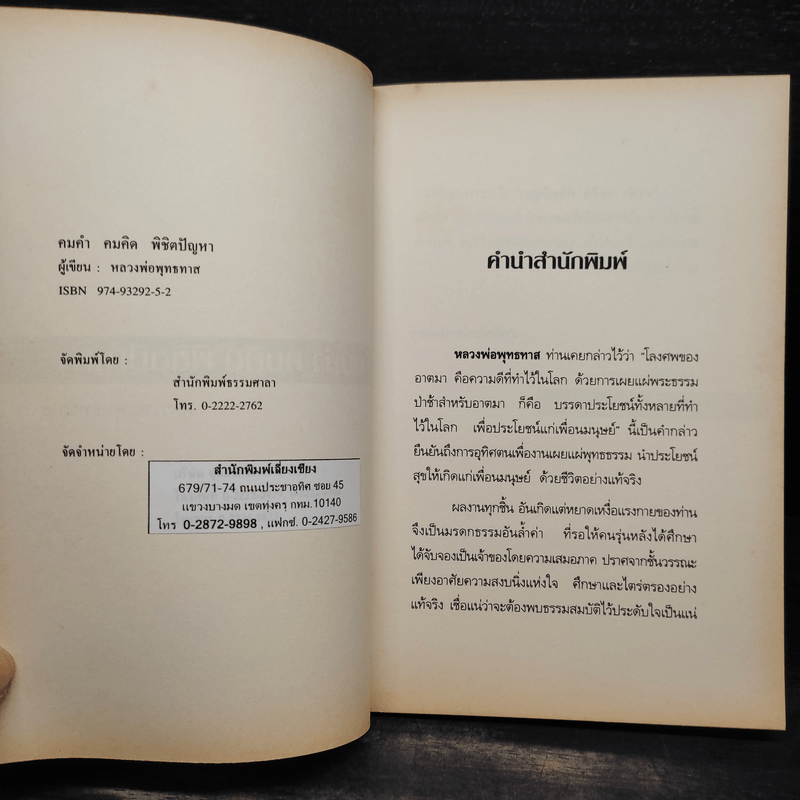 คมคำ คมคิด พิชิตปัญหา
ผู้เขียน : หลวงพ่อพุทธทาส
ISBN 974-93292-5-2
จัดพิมพ์โดย :
สำนักพิมพ์ธรรมศาลา
โทร. 0-2222-2762
จัดจำหน่ายโดย :
สำนักพิมพ์เลี่ยงเชียง
679/71-74 ถนนประชาอุทิศ ซอย 45
แขวงบางมด เขตทุ่งครุ กทม.10140
โทร 0-2872-9898 , แฟกซ์. 0-2427-9586
คำนำสำนักพิมพ์
หลวงพ่อพุทธทาส ท่านเคยกล่าวไว้ว่า "โลงศพของ
อาตมา คือความดีที่ทำไว้ในโลก ด้วยการเผยแผ่พระธรรม
ป่าช้าสำหรับอาตมา ก็คือ บรรดาประโยชน์ทั้งหลายที่ทำ
ไว้ในโลก เพื่อประโยชน์แก่เพื่อนมนุษย์" นี้เป็นคำกล่าว
ยืนยันถึงการอุทิศตนเพื่องานเผยแผ่พุทธธรรม นำประโยชน์
สุขให้เกิดแก่เพื่อนมนุษย์ ด้วยชีวิตอย่างแท้จริง
ผลงานทุกชิ้น อันเกิดแต่หยาดเหงื่อแรงกายของท่าน
จึงเป็นมรดกธรรมอันล้ำค่า ที่รอให้คนรุ่นหลังได้ศึกษา
ได้จับจองเป็นเจ้าของโดยความเสมอภาค ปราศจากชั้นวรรณะ
เพียงอาศัยความสงบนิ่งแห่งใจ ศึกษาและไตร่ตรองอย่าง
แท้จริง เชื่อแน่ว่าจะต้องพบธรรมสมบัติไว้ประดับใจเป็นแน่